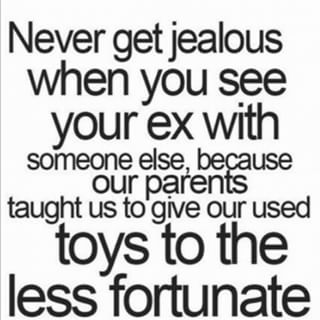 Never get jealous
when you see
your ex with
someone else, because
our parents
taught us to give our used
toys to the
less fortunate